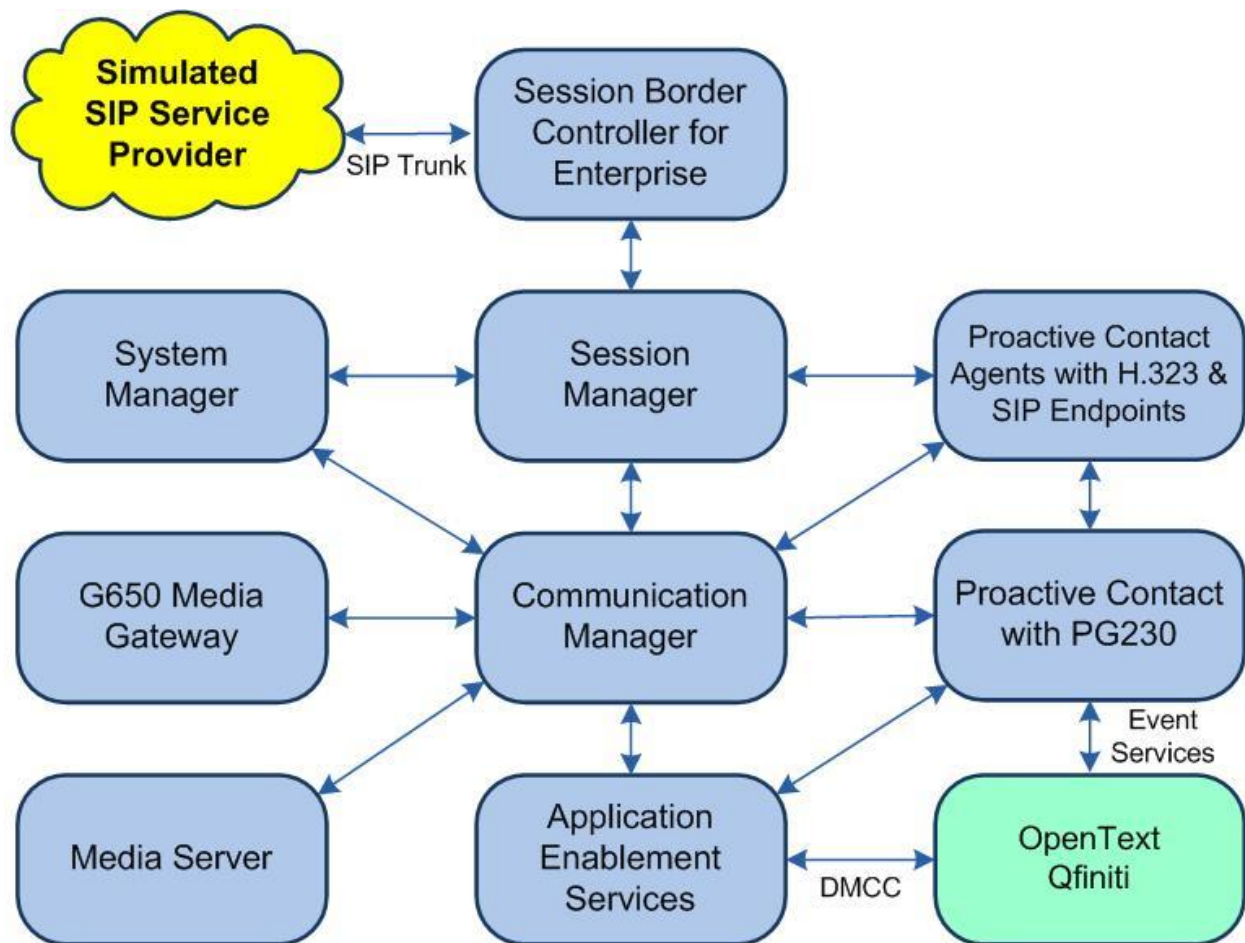 Simulated
SIP Service
Provider
SIP Trunk
Session Border
Controller for
Enterprise
System
Manager
Session
Manager
Proactive Contact
Agents with H.323 &
SIP Endpoints
G650 Media
Gateway
Communication
Manager
Proactive Contact
with PG230
Event
Services
Media Server
Application
Enablement
Services
DMCC
OpenText
Qfiniti